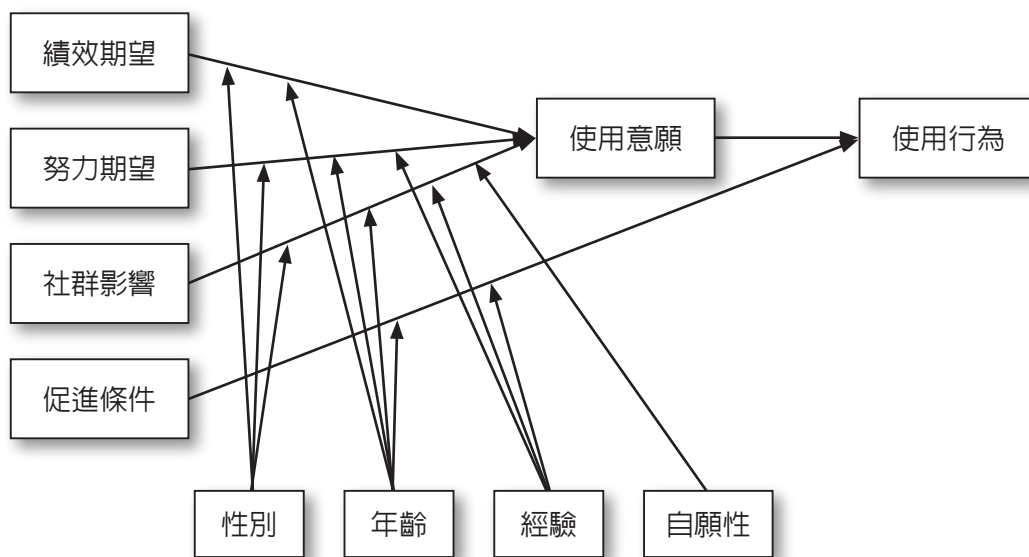 績效期望
努力期望
社群影響
促進條件
使用意願
使用行為
性別
年齡
經驗
自願性